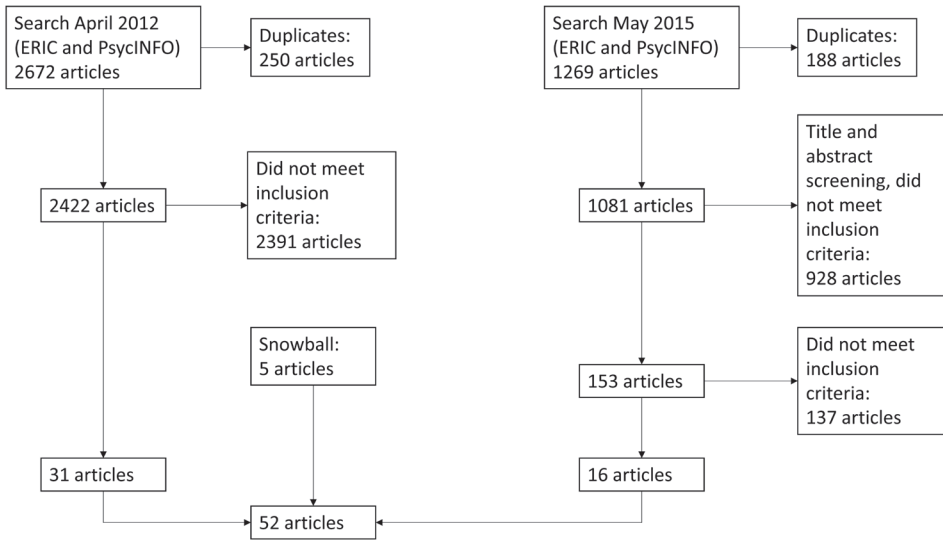 Search April 2012
(ERIC and PsycINFO)
2672 articles
Duplicates:
250 articles
Search May 2015
(ERIC and PsycINFO)
1269 articles
Duplicates:
188 articles
2422 articles
Did not meet
inclusion
criteria:
2391 articles
1081 articles
Title and
abstract
screening, did
not meet
inclusion
criteria:
928 articles
Snowball:
5 articles
153 articles
Did not meet
inclusion
criteria:
137 articles
31 articles
16 articles
52 articles